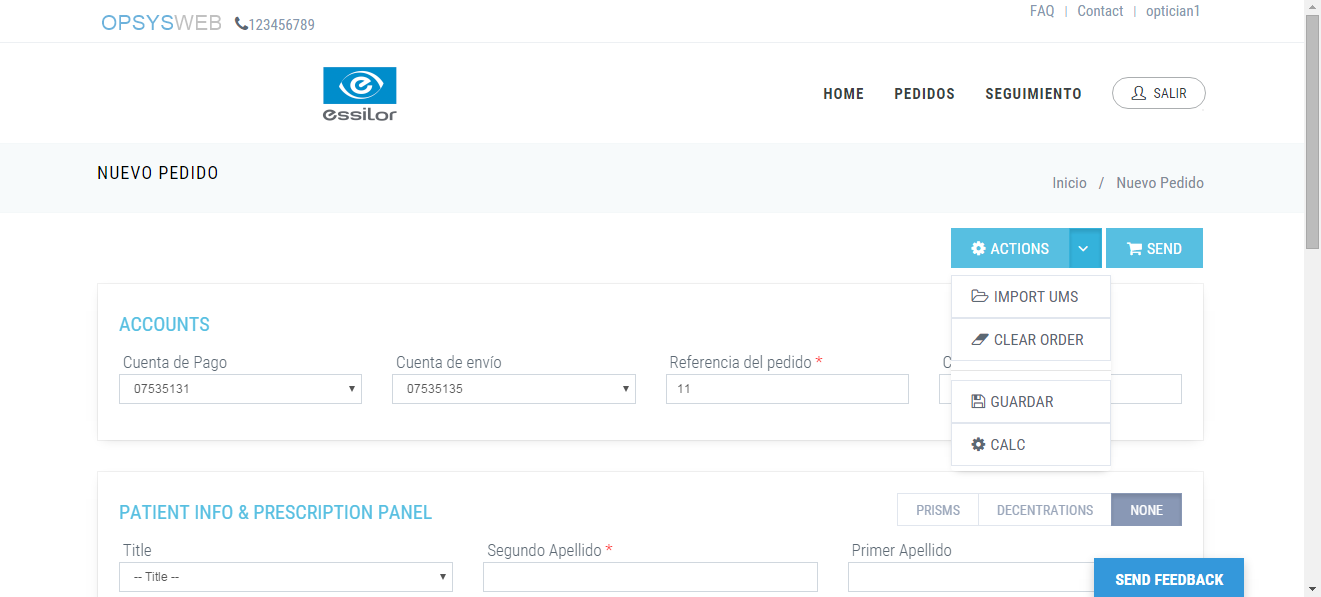 OPSYSWEB 123456789
FAQ | Contact | optician1
essilor
HOME PEDIDOS SEGUIMIENTO SALIR
NUEVO PEDIDO
Inicio / Nuevo Pedido
ACTIONS SEND
IMPORT UMS
CLEAR ORDER
GUARDAR
CALC
ACCOUNTS
Cuenta de Pago Cuenta de envío Referencia del pedido * C
07535131 07535135 11
PATIENT INFO & PRESCRIPTION PANEL
PRISMS DECENTRATIONS NONE
Title Segundo Apellido * Primer Apellido
-- Title --
SEND FEEDBACK